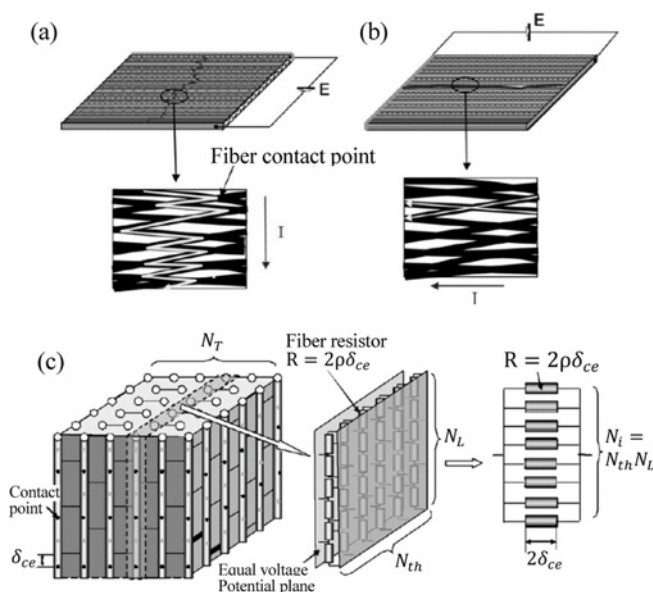 (a)
E
Fiber contact point
I
(b)
E
I
(c)
N_T
Contact
point
δ_ce
Fiber resistor
R = 2ρδ_ce
N_L
N_th
Equal voltage
Potential plane
R = 2ρδ_ce
N_i =
N_th N_L
2δ_ce